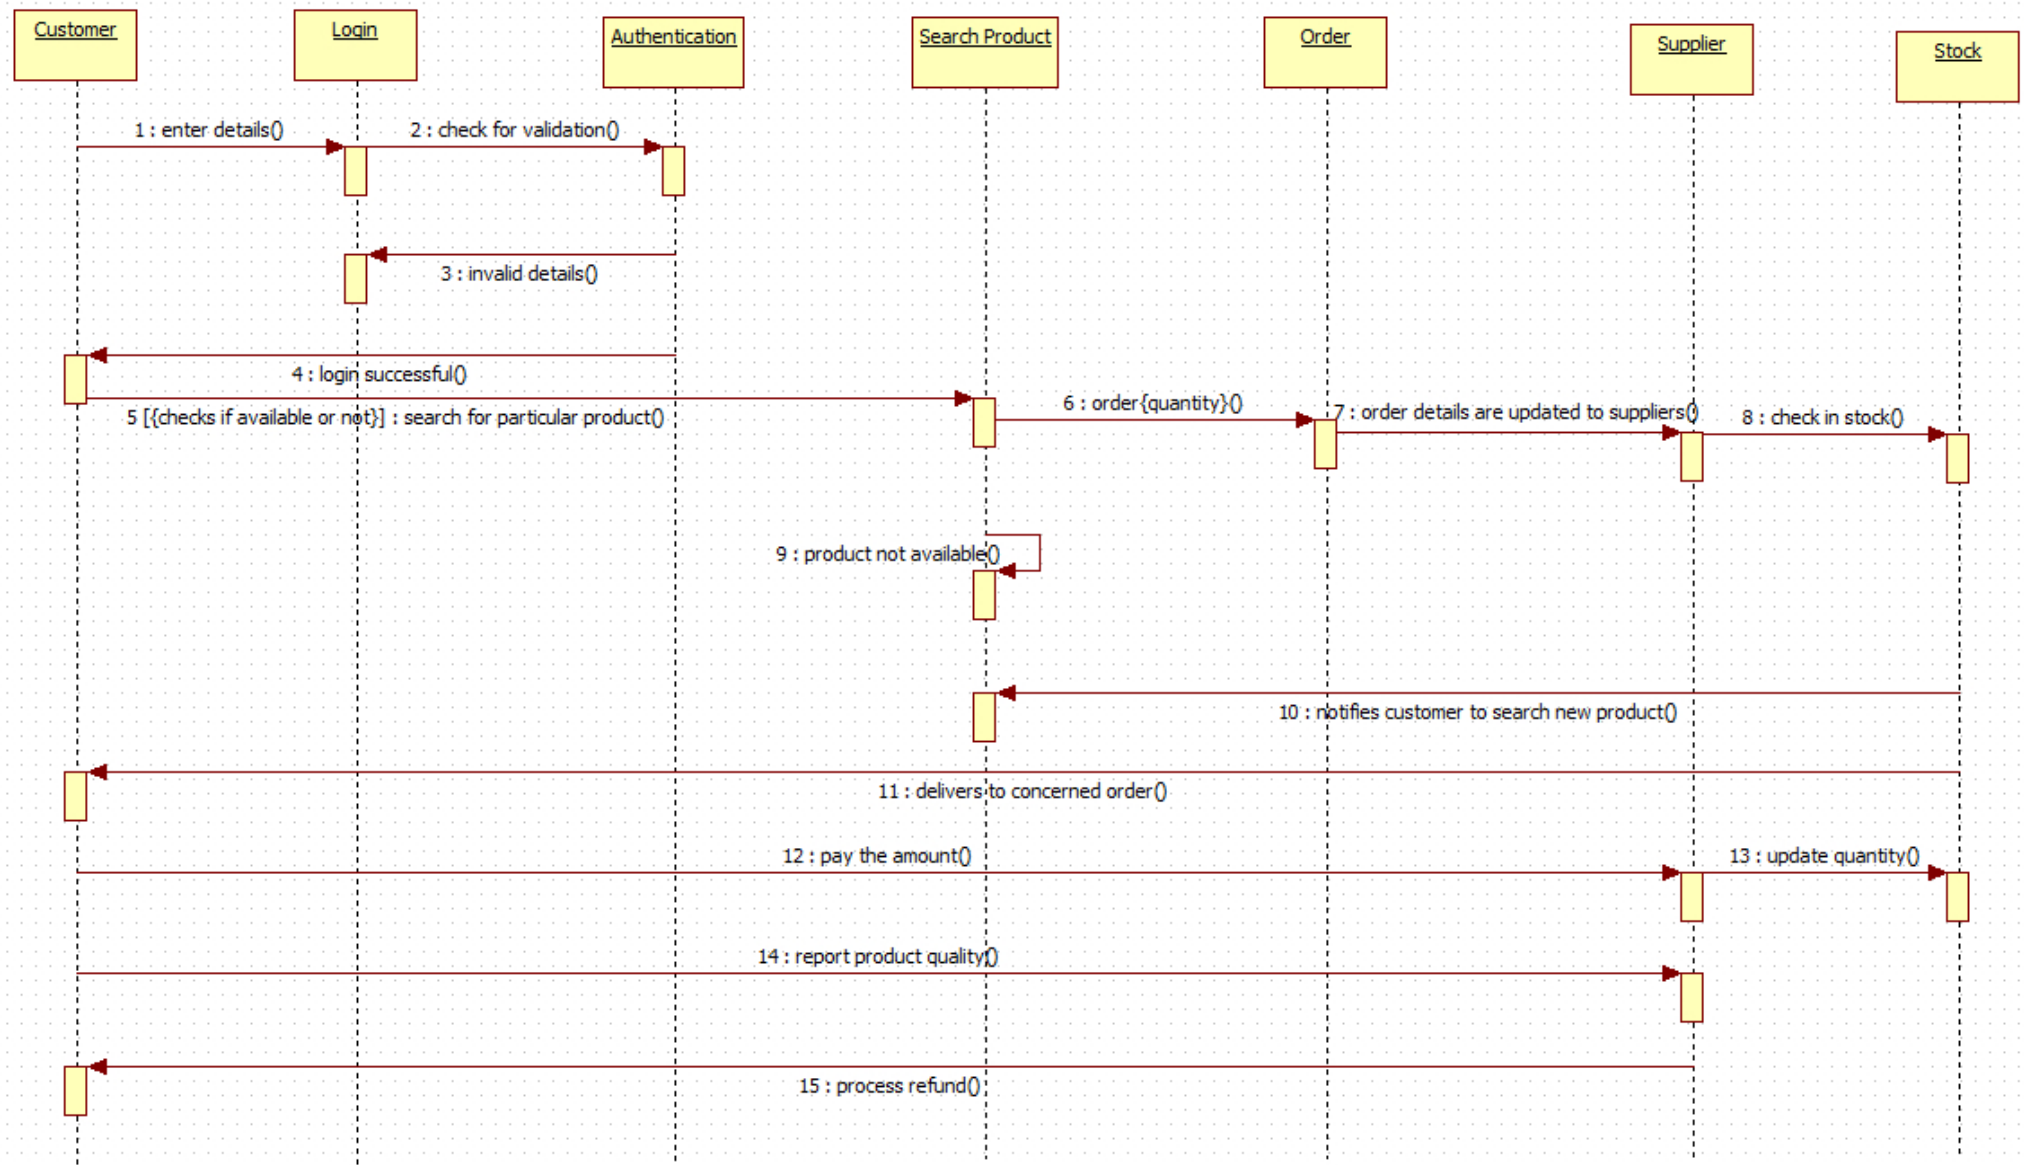 Customer
Login
Authentication
Search Product
Order
Supplier
Stock
1 : enter details()
2 : check for validation()
3 : invalid details()
4 : login successful()
5 [{checks if available or not}] : search for particular product()
6 : order{quantity}()
7 : order details are updated to suppliers()
8 : check in stock()
9 : product not available()
10 : notifies customer to search new product()
11 : delivers to concerned order()
12 : pay the amount()
13 : update quantity()
14 : report product quality()
15 : process refund()